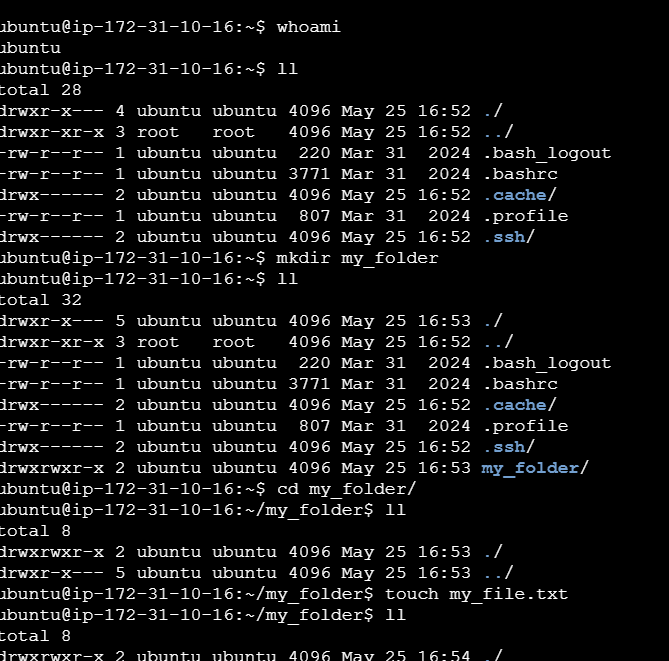 ubuntu@ip-172-31-10-16:~$ whoami
ubuntu
ubuntu@ip-172-31-10-16:~$ ll
total 28
drwxr-x--- 4 ubuntu ubuntu 4096 May 25 16:52 ./
drwxr-xr-x 3 root   root   4096 May 25 16:52 ../
-rw-r--r-- 1 ubuntu ubuntu  220 Mar 31  2024 .bash_logout
-rw-r--r-- 1 ubuntu ubuntu 3771 Mar 31  2024 .bashrc
drwx------ 2 ubuntu ubuntu 4096 May 25 16:52 .cache/
-rw-r--r-- 1 ubuntu ubuntu  807 Mar 31  2024 .profile
drwx------ 2 ubuntu ubuntu 4096 May 25 16:52 .ssh/
ubuntu@ip-172-31-10-16:~$ mkdir my_folder
ubuntu@ip-172-31-10-16:~$ ll
total 32
drwxr-x--- 5 ubuntu ubuntu 4096 May 25 16:53 ./
drwxr-xr-x 3 root   root   4096 May 25 16:52 ../
-rw-r--r-- 1 ubuntu ubuntu  220 Mar 31  2024 .bash_logout
-rw-r--r-- 1 ubuntu ubuntu 3771 Mar 31  2024 .bashrc
drwx------ 2 ubuntu ubuntu 4096 May 25 16:52 .cache/
-rw-r--r-- 1 ubuntu ubuntu  807 Mar 31  2024 .profile
drwx------ 2 ubuntu ubuntu 4096 May 25 16:52 .ssh/
drwxrwxr-x 2 ubuntu ubuntu 4096 May 25 16:53 my_folder/
ubuntu@ip-172-31-10-16:~$ cd my_folder/
ubuntu@ip-172-31-10-16:~/my_folder$ ll
total 8
drwxrwxr-x 2 ubuntu ubuntu 4096 May 25 16:53 ./
drwxr-x--- 5 ubuntu ubuntu 4096 May 25 16:53 ../
ubuntu@ip-172-31-10-16:~/my_folder$ touch my_file.txt
ubuntu@ip-172-31-10-16:~/my_folder$ ll
total 8
drwxrwxr-x 2 ubuntu ubuntu 4096 May 25 16:54 ./